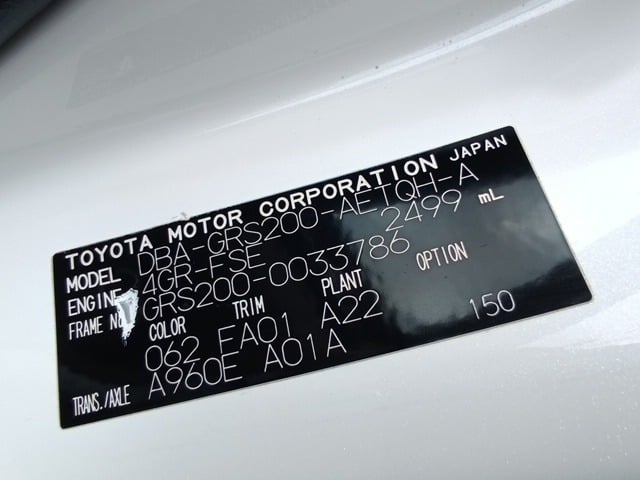 TOYOTA MOTOR CORPORATION JAPAN
MODEL DBA-GRS200-AETQH-A
ENGINE 4GR-FSE 2499 mL
FRAME NO. GRS200-0033786
COLOR TRIM PLANT OPTION
062 FA01 A22
TRANS./AXLE A960E A01A 150